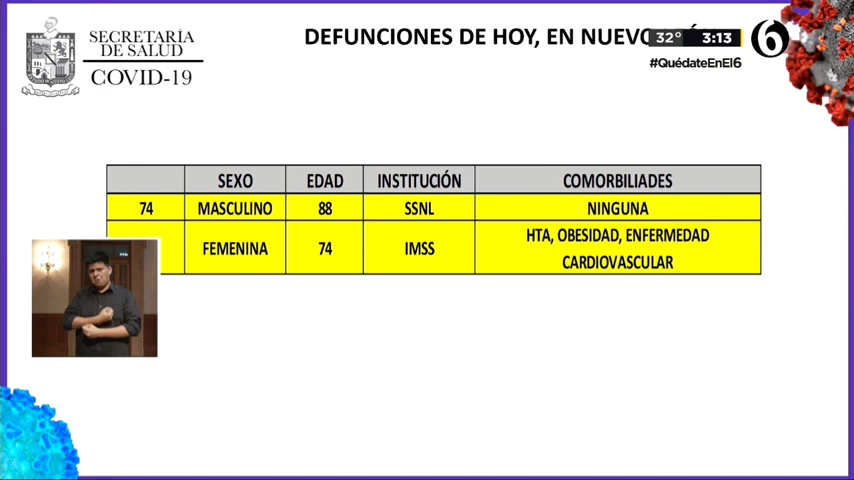 SECRETARÍA
DE SALUD
COVID-19
DEFUNCIONES DE HOY, EN NUEVO
32° 3:13 6
#QuédateEnEl6
SEXO EDAD INSTITUCIÓN COMORBILIADES
74 MASCULINO 88 SSNL NINGUNA
FEMENINA 74 IMSS HTA, OBESIDAD, ENFERMEDAD
CARDIOVASCULAR